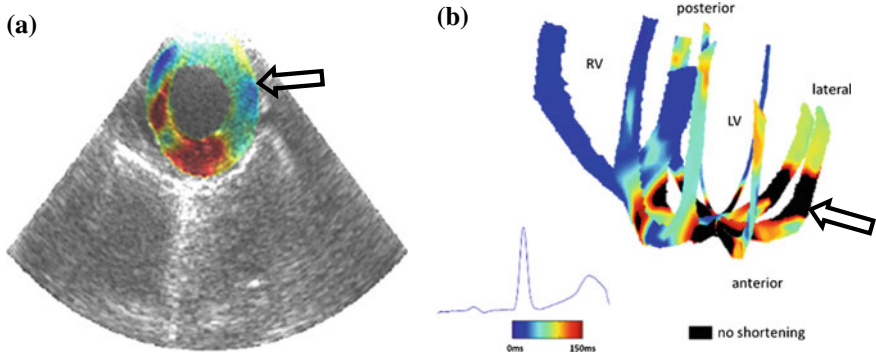 (a)
(b)
posterior
RV
lateral
LV
anterior
0ms 150ms
no shortening